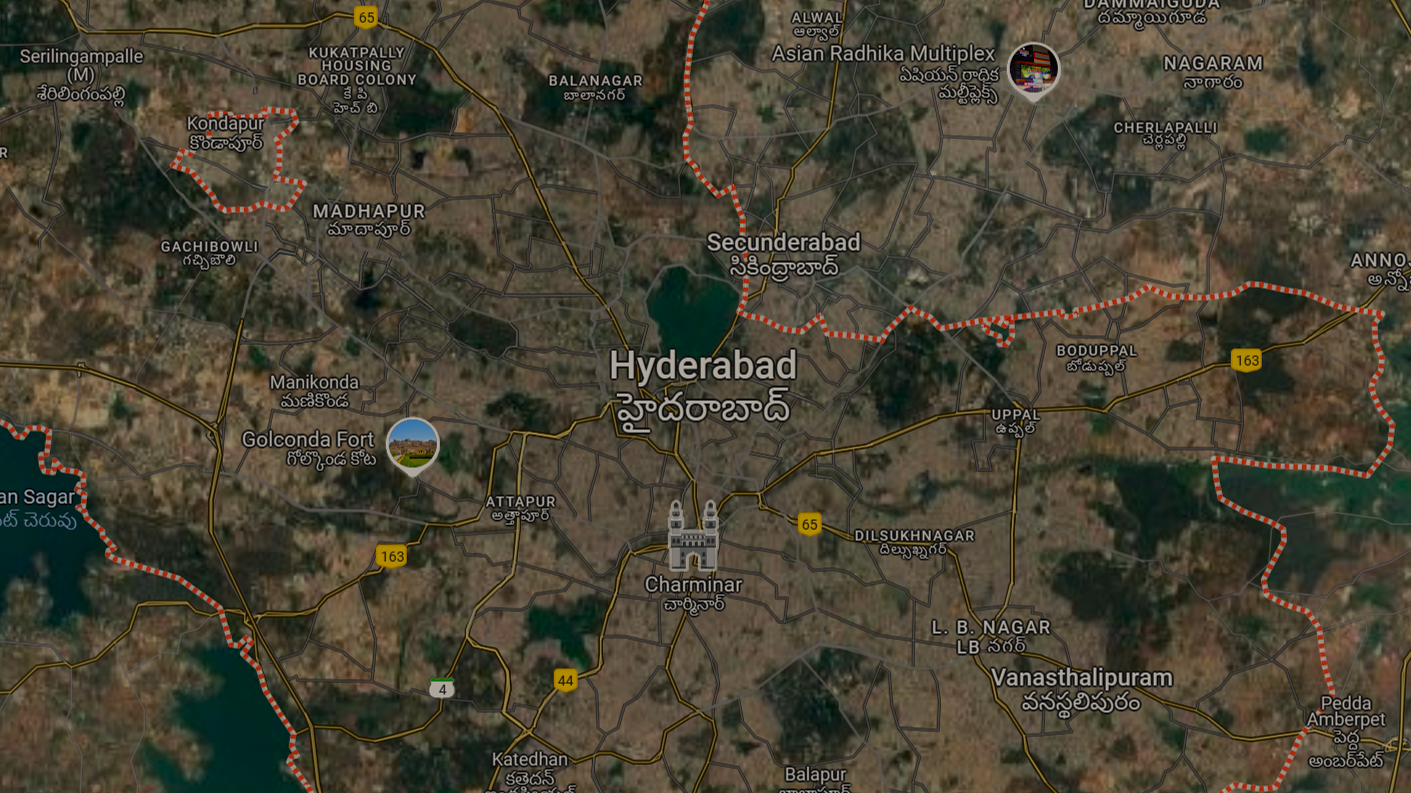 65
ALWAL
ఆల్వాల్
DAMMAIGUDA
దమ్మాయిగూడ
Serilingampalle
(M)
శేరిలింగంపల్లి
KUKATPALLY
HOUSING
BOARD COLONY
కే పి
హెచ్ బి
BALANAGAR
బాలానగర్
Asian Radhika Multiplex
ఏషియన్ రాధిక
మల్టీప్లెక్స్
NAGARAM
నాగారం
Kondapur
కొండాపూర్
CHERLAPALLI
చెర్లపల్లి
R
MADHAPUR
మాదాపూర్
GACHIBOWLI
గచ్చిబౌలి
Secunderabad
సికింద్రాబాద్
ANNO
అన్నో
Hyderabad
హైదరాబాద్
BODUPPAL
బోడుప్పల్
163
Manikonda
మణికొండ
UPPAL
ఉప్పల్
Golconda Fort
గోల్కొండ కోట
an Sagar
చెరువు
ATTAPUR
అత్తాపూర్
65
163
DILSUKHNAGAR
దిల్సుఖ్నగర్
Charminar
చార్మినార్
L. B. NAGAR
LB నగర్
Vanasthalipuram
వనస్థలిపురం
44
4
Pedda
Amberpet
పెద్ద
అంబర్‌పేట్
Katedhan
కతెదన్
Balapur